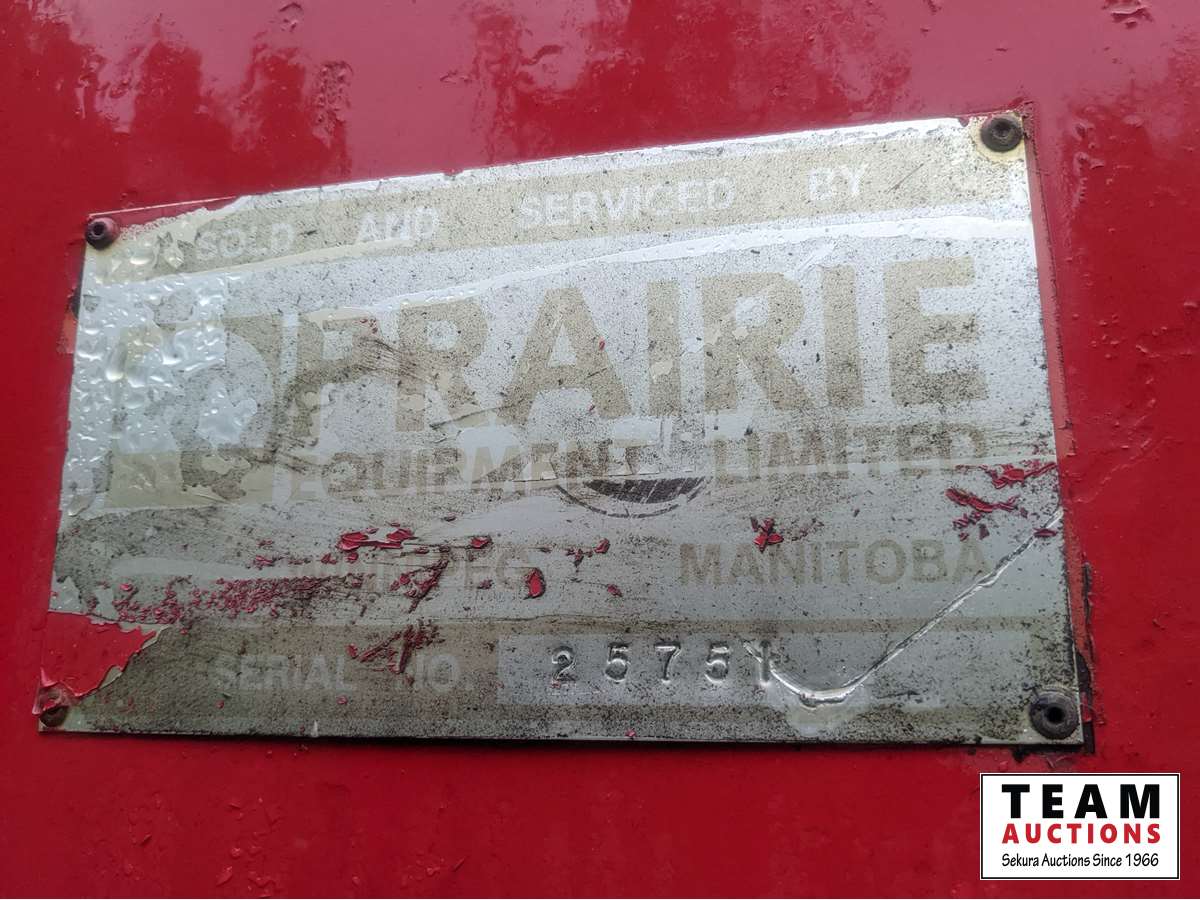 SOLD AND SERVICED BY
PRAIRIE
EQUIPMENT LIMITED
MANITOBA
SERIAL NO. 25751
TEAM
AUCTIONS
Sekura Auctions Since 1966